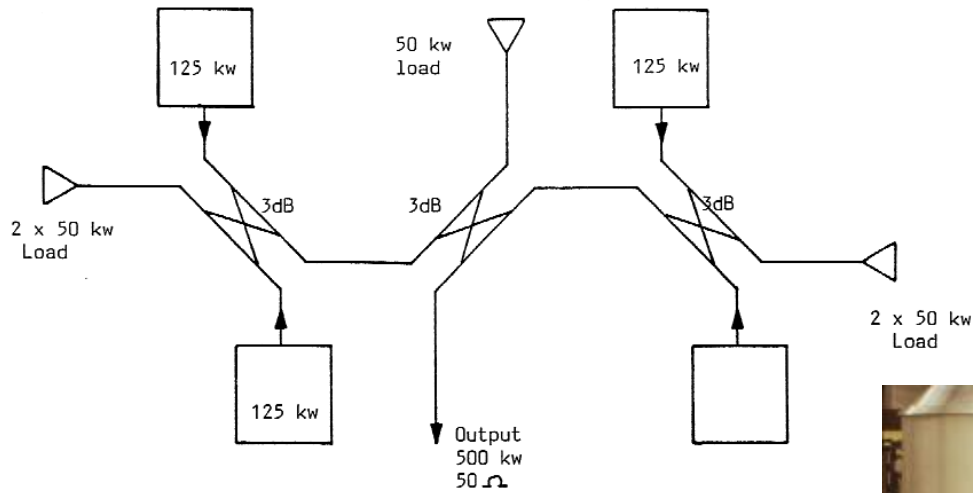 125 kw
50 kw
load
125 kw
3dB
3dB
3dB
2 x 50 kw
Load
2 x 50 kw
Load
125 kw
Output
500 kw
50 Ω